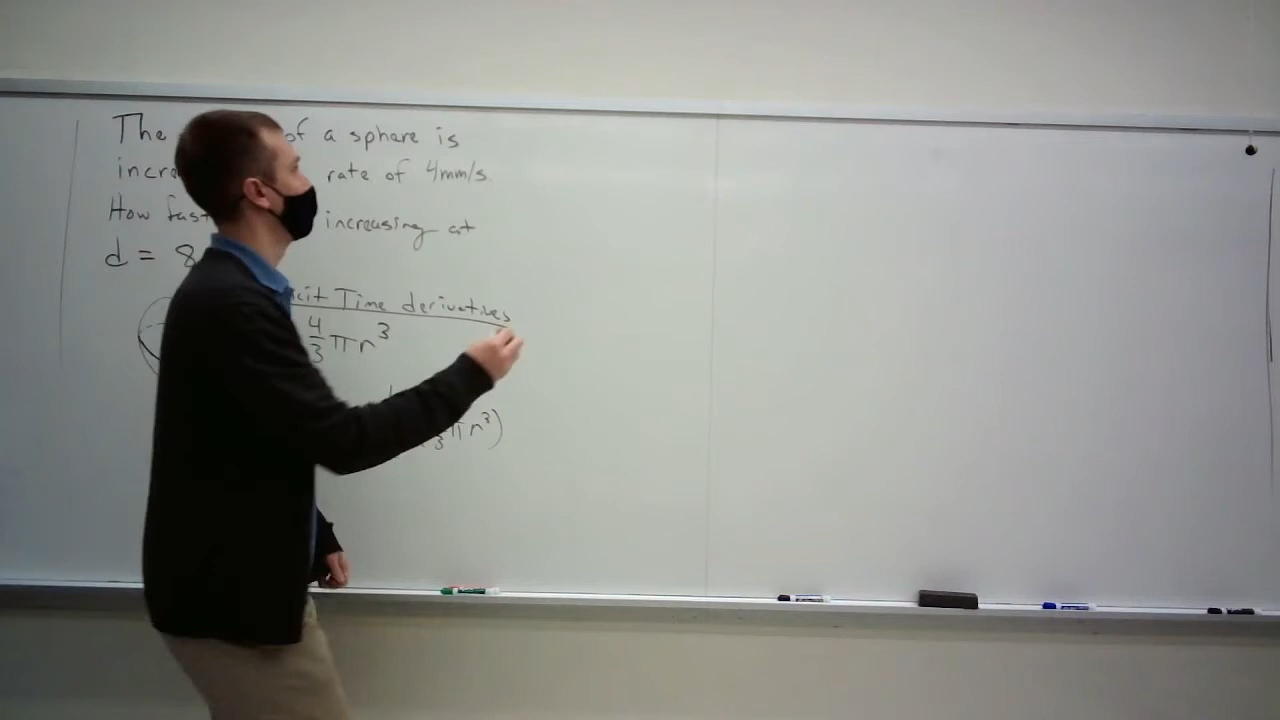 The of a sphere is
incre rate of 4mm/s.
How fast increasing at
d = 8
icit Time derivatives
4/3 πr³
3 πr³)